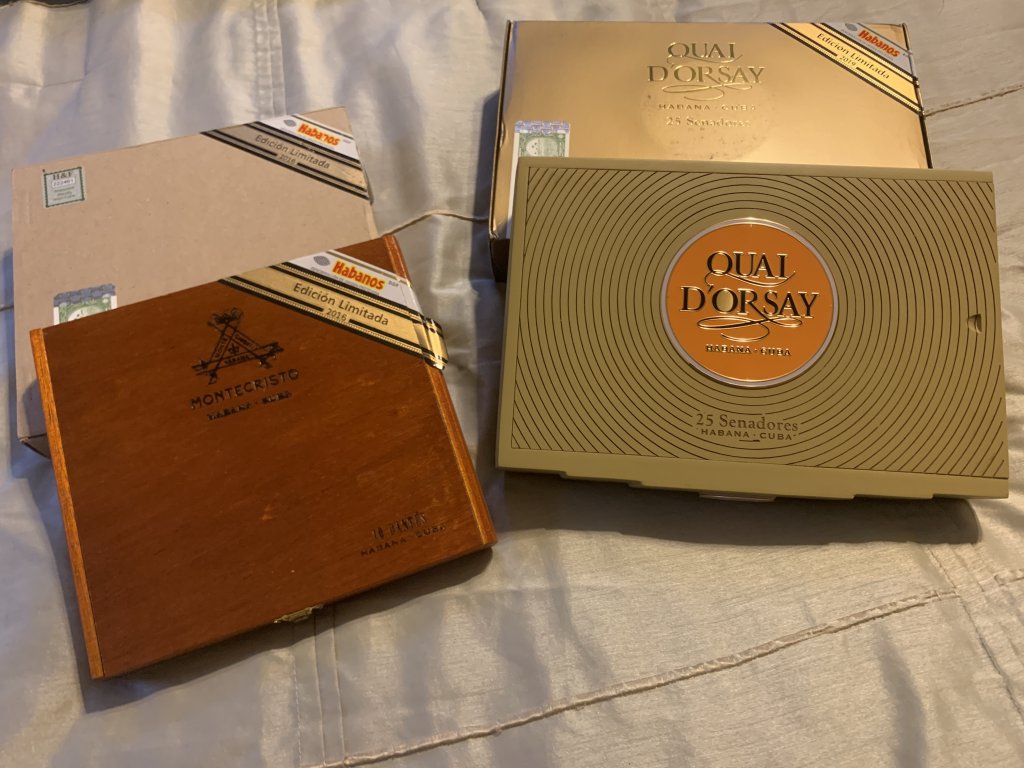 Habanos
Edición Limitada
2016
H&F
Habanos
Edición Limitada
2016
MONTECRISTO
HABANA · CUBA
10 DANTÉS
HABANA · CUBA
QUAI
D'ORSAY
HABANA · CUBA
25 Senadores
Habanos
Edición Limitada
2019
QUAI
D'ORSAY
HABANA · CUBA
25 Senadores
HABANA · CUBA